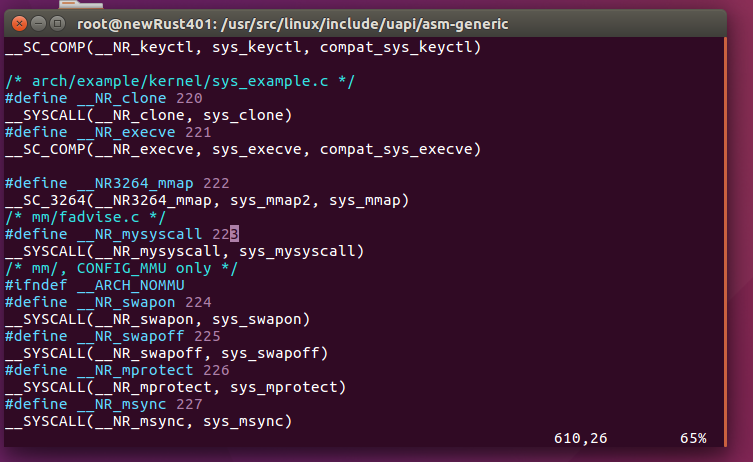 root@newRust401: /usr/src/linux/include/uapi/asm-generic
__SC_COMP(__NR_keyctl, sys_keyctl, compat_sys_keyctl)
/* arch/example/kernel/sys_example.c */
#define __NR_clone 220
__SYSCALL(__NR_clone, sys_clone)
#define __NR_execve 221
__SC_COMP(__NR_execve, sys_execve, compat_sys_execve)
#define __NR3264_mmap 222
__SC_3264(__NR3264_mmap, sys_mmap2, sys_mmap)
/* mm/fadvise.c */
#define __NR_mysyscall 223
__SYSCALL(__NR_mysyscall, sys_mysyscall)
/* mm/, CONFIG_MMU only */
#ifndef __ARCH_NOMMU
#define __NR_swapon 224
__SYSCALL(__NR_swapon, sys_swapon)
#define __NR_swapoff 225
__SYSCALL(__NR_swapoff, sys_swapoff)
#define __NR_mprotect 226
__SYSCALL(__NR_mprotect, sys_mprotect)
#define __NR_msync 227
__SYSCALL(__NR_msync, sys_msync)
610,26 65%